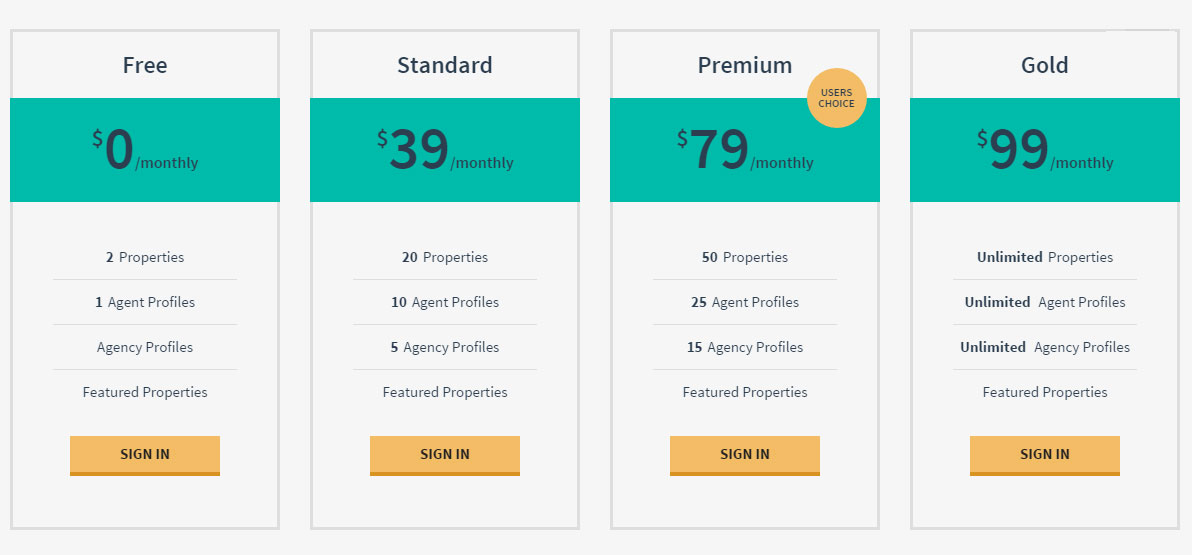 Free
$0/monthly
2 Properties
1 Agent Profiles
Agency Profiles
Featured Properties
SIGN IN
Standard
$39/monthly
20 Properties
10 Agent Profiles
5 Agency Profiles
Featured Properties
SIGN IN
Premium
USERS
CHOICE
$79/monthly
50 Properties
25 Agent Profiles
15 Agency Profiles
Featured Properties
SIGN IN
Gold
$99/monthly
Unlimited Properties
Unlimited Agent Profiles
Unlimited Agency Profiles
Featured Properties
SIGN IN